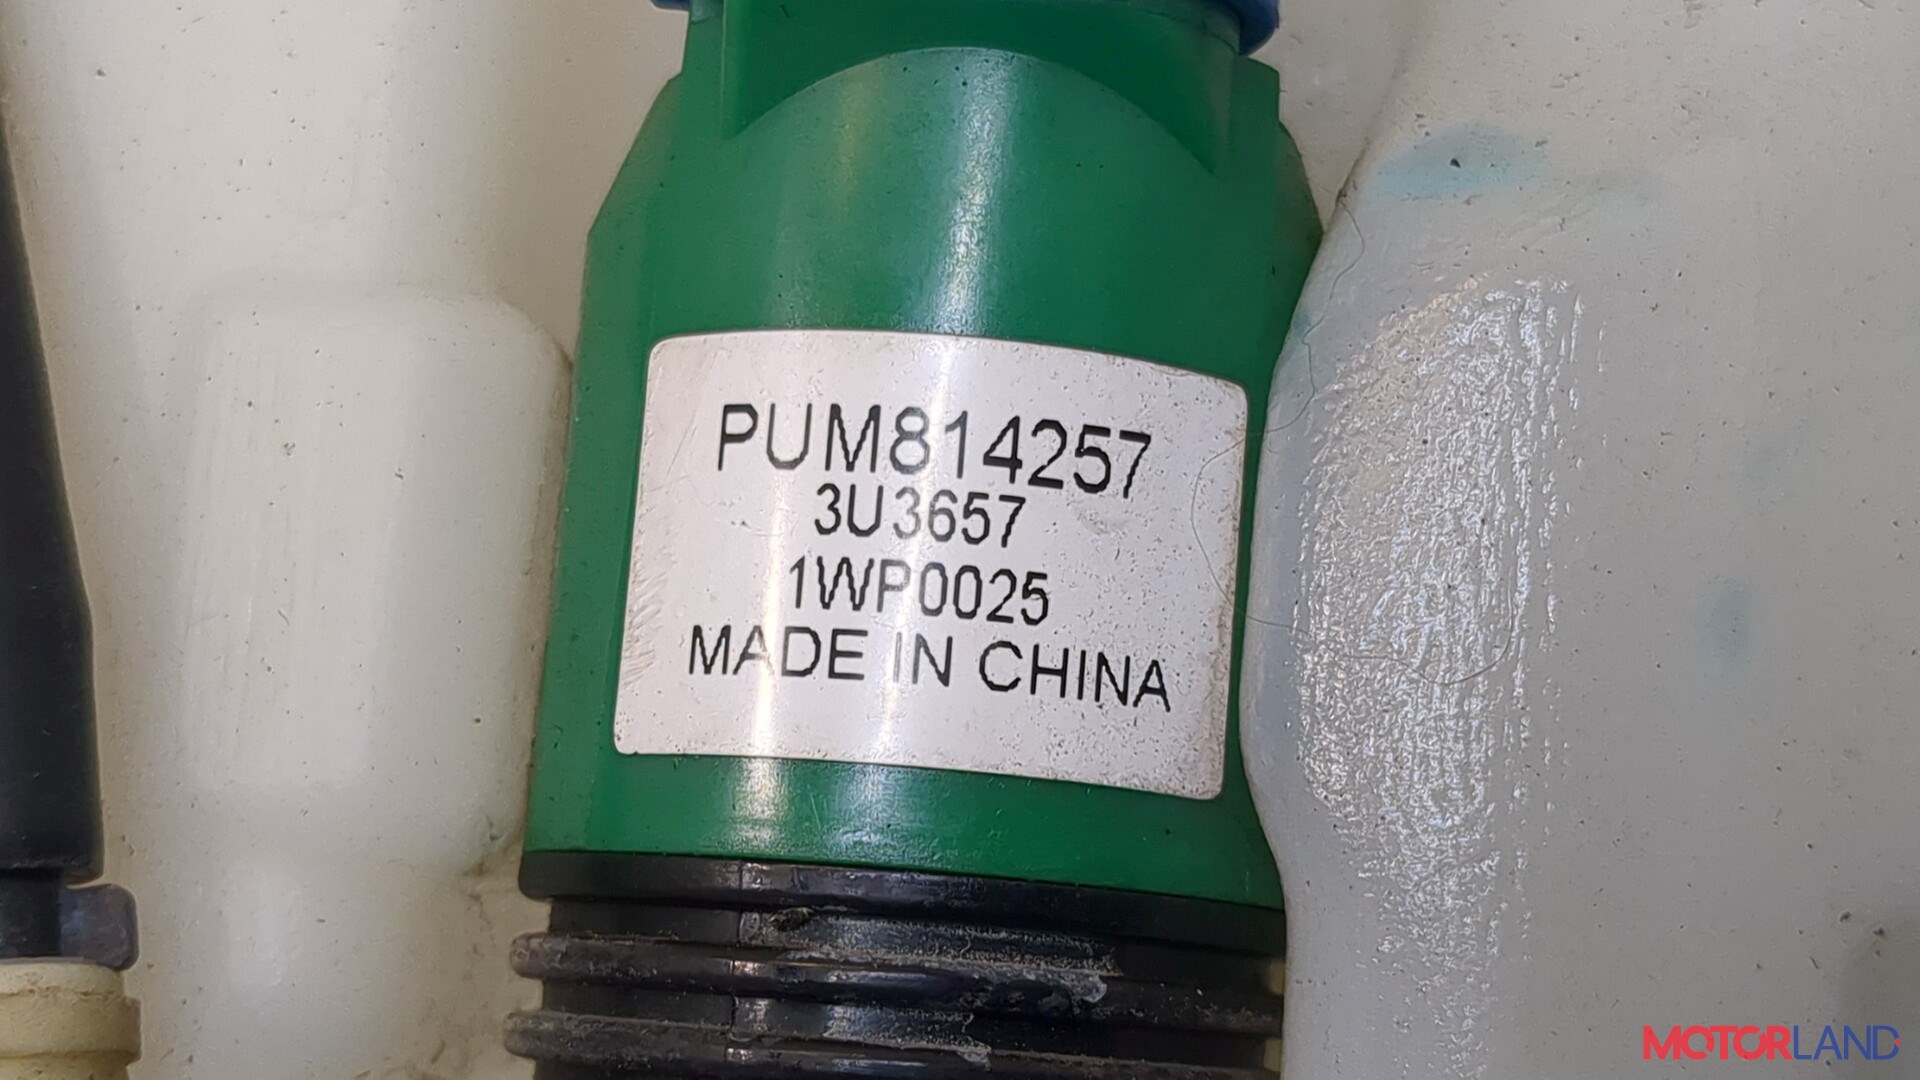 PUM814257
3U3657
1WP0025
MADE IN CHINA
MOTORLAND